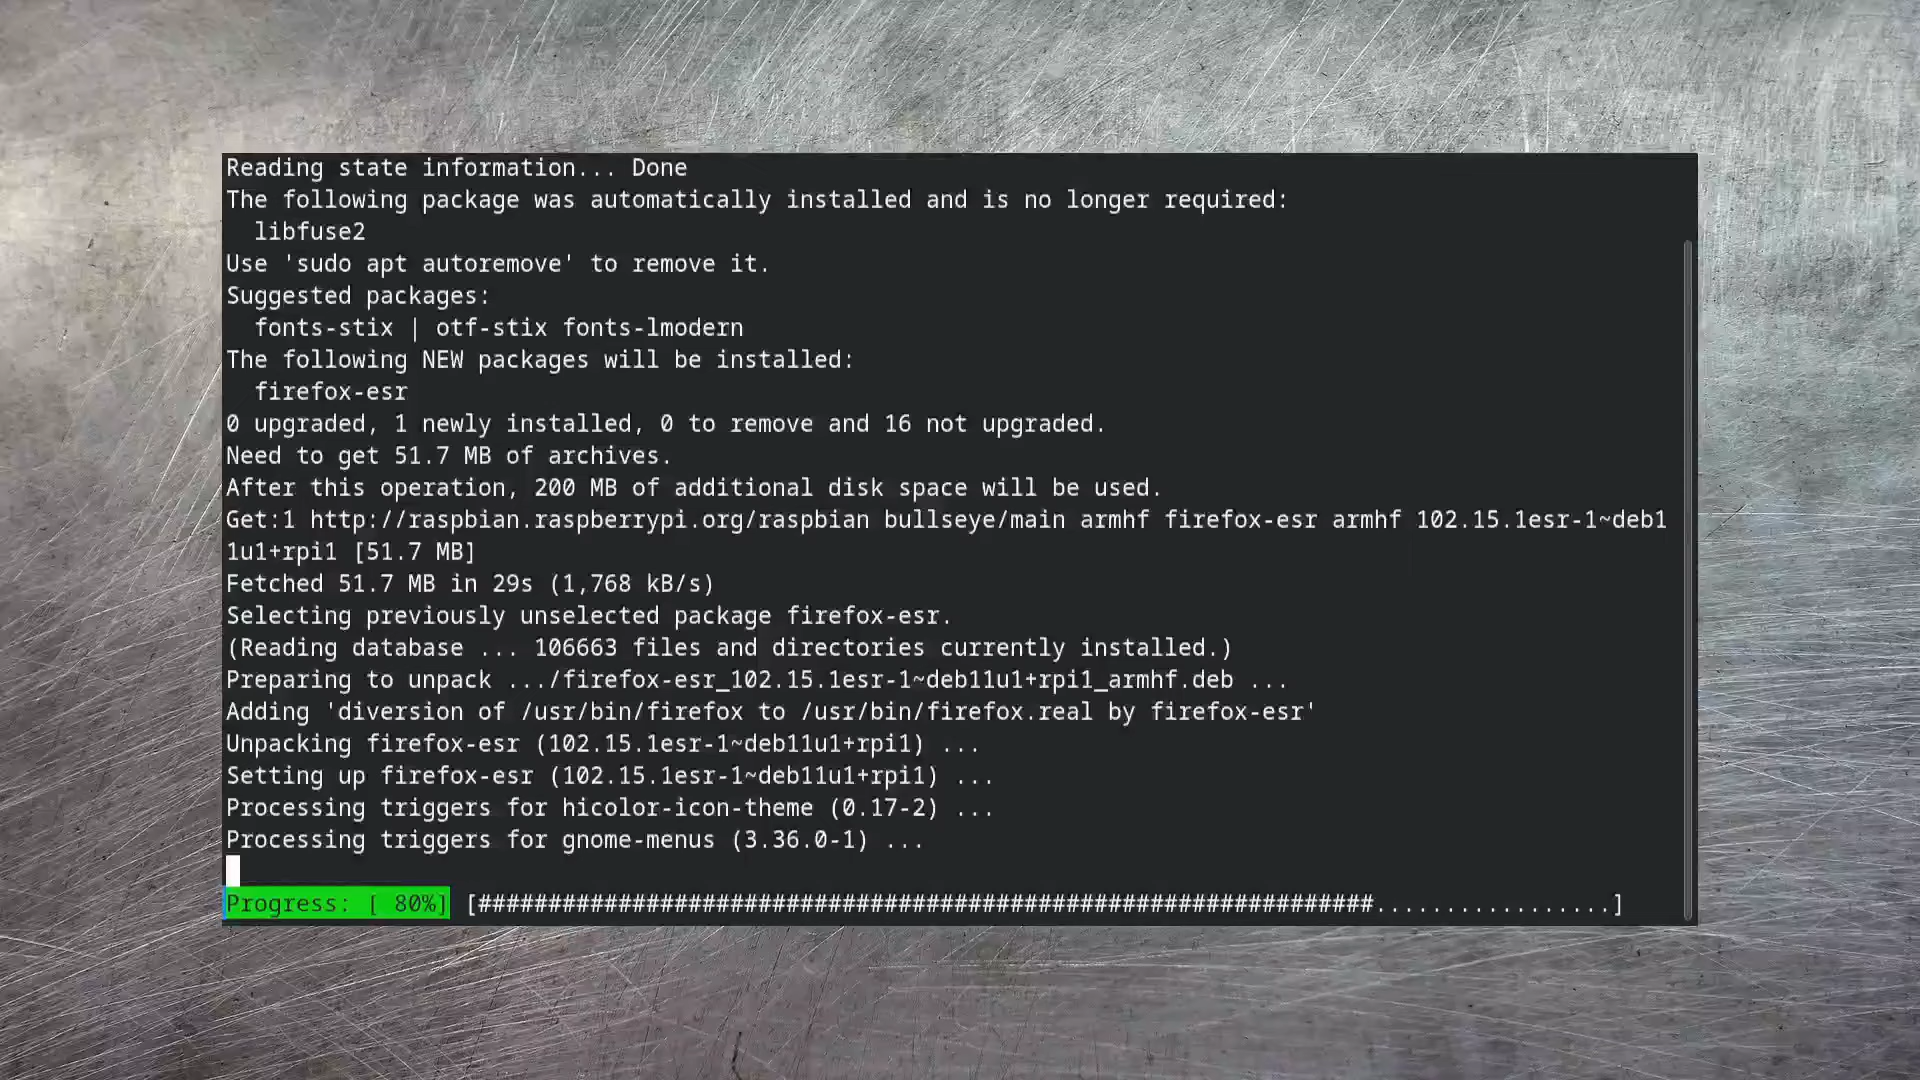 Reading state information... Done
The following package was automatically installed and is no longer required:
  libfuse2
Use 'sudo apt autoremove' to remove it.
Suggested packages:
  fonts-stix | otf-stix fonts-lmodern
The following NEW packages will be installed:
  firefox-esr
0 upgraded, 1 newly installed, 0 to remove and 16 not upgraded.
Need to get 51.7 MB of archives.
After this operation, 200 MB of additional disk space will be used.
Get:1 http://raspbian.raspberrypi.org/raspbian bullseye/main armhf firefox-esr armhf 102.15.1esr-1~deb1
1u1+rpi1 [51.7 MB]
Fetched 51.7 MB in 29s (1,768 kB/s)
Selecting previously unselected package firefox-esr.
(Reading database ... 106663 files and directories currently installed.)
Preparing to unpack .../firefox-esr_102.15.1esr-1~deb11u1+rpi1_armhf.deb ...
Adding 'diversion of /usr/bin/firefox to /usr/bin/firefox.real by firefox-esr'
Unpacking firefox-esr (102.15.1esr-1~deb11u1+rpi1) ...
Setting up firefox-esr (102.15.1esr-1~deb11u1+rpi1) ...
Processing triggers for hicolor-icon-theme (0.17-2) ...
Processing triggers for gnome-menus (3.36.0-1) ...
Progress: [ 80%] [################################################################.................]